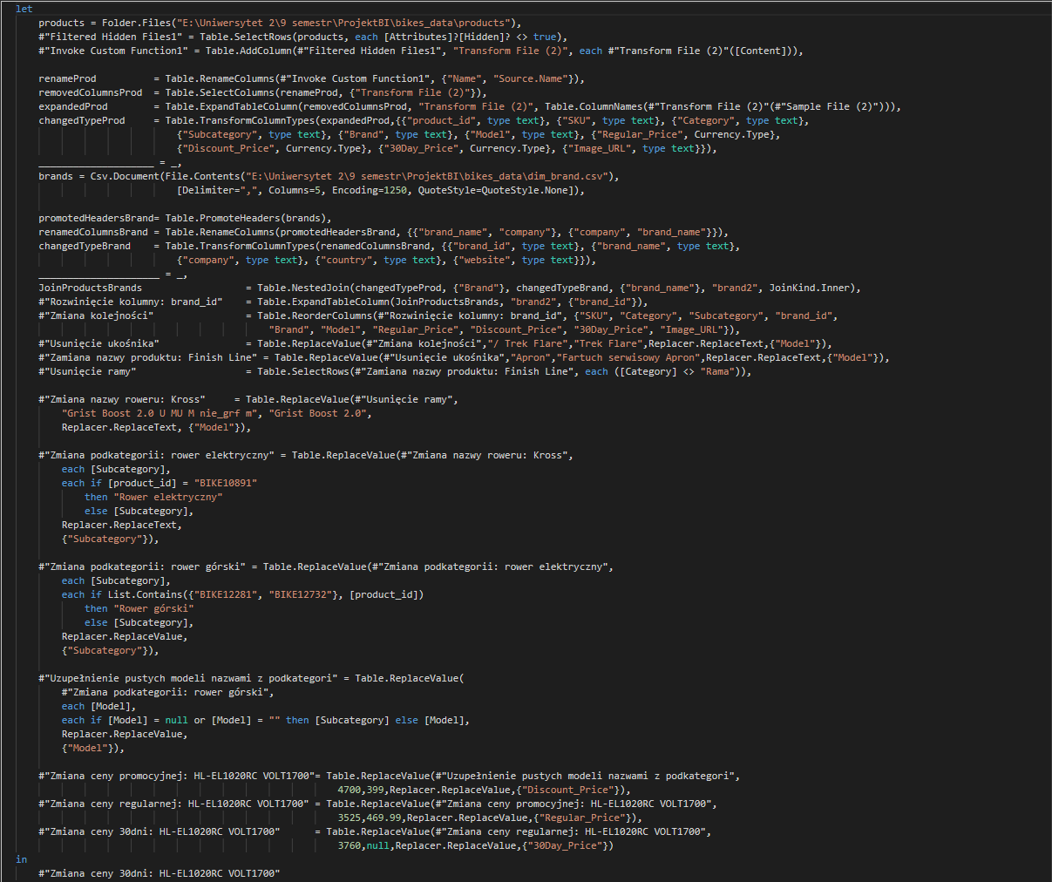 let
products = Folder.Files("E:\Uniwersytet 2\9 semestr\ProjektBI\bikes_data\products"),
#"Filtered Hidden Files1" = Table.SelectRows(products, each [Attributes]?[Hidden]? <> true),
#"Invoke Custom Function1" = Table.AddColumn(#"Filtered Hidden Files1", "Transform File (2)", each #"Transform File (2)"([Content])),
renameProd = Table.RenameColumns(#"Invoke Custom Function1", {"Name", "Source.Name"}),
removedColumnsProd = Table.SelectColumns(renameProd, {"Transform File (2)"}),
expandedProd = Table.ExpandTableColumn(removedColumnsProd, "Transform File (2)", Table.ColumnNames(#"Transform File (2)"(#"Sample File (2)"))),
changedTypeProd = Table.TransformColumnTypes(expandedProd,{{"product_id", type text}, {"SKU", type text}, {"Category", type text},
{"Subcategory", type text}, {"Brand", type text}, {"Model", type text}, {"Regular_Price", Currency.Type},
{"Discount_Price", Currency.Type}, {"30Day_Price", Currency.Type}, {"Image_URL", type text}}),
____________________ = _,
brands = Csv.Document(File.Contents("E:\Uniwersytet 2\9 semestr\ProjektBI\bikes_data\dim_brand.csv"),
[Delimiter=",", Columns=5, Encoding=1250, QuoteStyle=QuoteStyle.None]),
promotedHeadersBrand= Table.PromoteHeaders(brands),
renamedColumnsBrand = Table.RenameColumns(promotedHeadersBrand, {{"brand_name", "company"}, {"company", "brand_name"}}),
changedTypeBrand = Table.TransformColumnTypes(renamedColumnsBrand, {{"brand_id", type text}, {"brand_name", type text},
{"company", type text}, {"country", type text}, {"website", type text}}),
_____________________ = _,
JoinProductsBrands = Table.NestedJoin(changedTypeProd, {"Brand"}, changedTypeBrand, {"brand_name"}, "brand2", JoinKind.Inner),
#"Rozwinięcie kolumny: brand_id" = Table.ExpandTableColumn(JoinProductsBrands, "brand2", {"brand_id"}),
#"Zmiana kolejności" = Table.ReorderColumns(#"Rozwinięcie kolumny: brand_id", {"SKU", "Category", "Subcategory", "brand_id",
"Brand", "Model", "Regular_Price", "Discount_Price", "30Day_Price", "Image_URL"}),
#"Usunięcie ukośnika" = Table.ReplaceValue(#"Zmiana kolejności","/ Trek Flare","Trek Flare",Replacer.ReplaceText,{"Model"}),
#"Zamiana nazwy produktu: Finish Line" = Table.ReplaceValue(#"Usunięcie ukośnika","Apron","Fartuch serwisowy Apron",Replacer.ReplaceText,{"Model"}),
#"Usunięcie ramy" = Table.SelectRows(#"Zamiana nazwy produktu: Finish Line", each ([Category] <> "Rama")),
#"Zmiana nazwy roweru: Kross" = Table.ReplaceValue(#"Usunięcie ramy",
"Grist Boost 2.0 U MU M nie_grf m", "Grist Boost 2.0",
Replacer.ReplaceText, {"Model"}),
#"Zmiana podkategorii: rower elektryczny" = Table.ReplaceValue(#"Zmiana nazwy roweru: Kross",
each [Subcategory],
each if [product_id] = "BIKE10891"
then "Rower elektryczny"
else [Subcategory],
Replacer.ReplaceText,
{"Subcategory"}),
#"Zmiana podkategorii: rower górski" = Table.ReplaceValue(#"Zmiana podkategorii: rower elektryczny",
each [Subcategory],
each if List.Contains({"BIKE12281", "BIKE12732"}, [product_id])
then "Rower górski"
else [Subcategory],
Replacer.ReplaceValue,
{"Subcategory"}),
#"Uzupełnienie pustych modeli nazwami z podkategori" = Table.ReplaceValue(
#"Zmiana podkategorii: rower górski",
each [Model],
each if [Model] = null or [Model] = "" then [Subcategory] else [Model],
Replacer.ReplaceValue,
{"Model"}),
#"Zmiana ceny promocyjnej: HL-EL1020RC VOLT1700"= Table.ReplaceValue(#"Uzupełnienie pustych modeli nazwami z podkategori",
4700,399,Replacer.ReplaceValue,{"Discount_Price"}),
#"Zmiana ceny regularnej: HL-EL1020RC VOLT1700" = Table.ReplaceValue(#"Zmiana ceny promocyjnej: HL-EL1020RC VOLT1700",
3525,469.99,Replacer.ReplaceValue,{"Regular_Price"}),
#"Zmiana ceny 30dni: HL-EL1020RC VOLT1700" = Table.ReplaceValue(#"Zmiana ceny regularnej: HL-EL1020RC VOLT1700",
3760,null,Replacer.ReplaceValue,{"30Day_Price"})
in
#"Zmiana ceny 30dni: HL-EL1020RC VOLT1700"